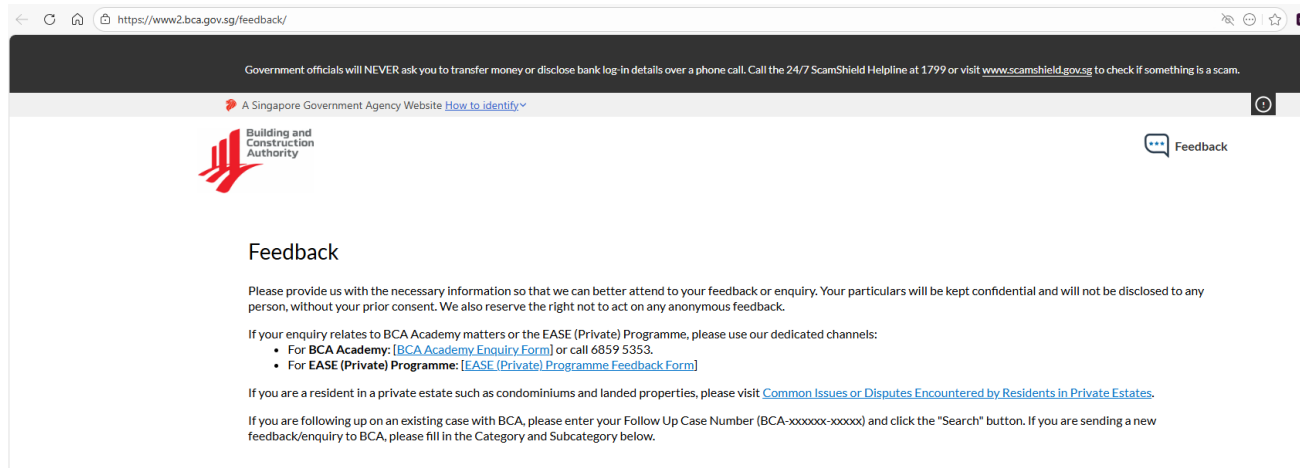 https://www2.bca.gov.sg/feedback/
Government officials will NEVER ask you to transfer money or disclose bank log-in details over a phone call. Call the 24/7 ScamShield Helpline at 1799 or visit www.scamshield.gov.sg to check if something is a scam.
A Singapore Government Agency Website How to identify
Building and
Construction
Authority
Feedback
Feedback
Please provide us with the necessary information so that we can better attend to your feedback or enquiry. Your particulars will be kept confidential and will not be disclosed to any
person, without your prior consent. We also reserve the right not to act on any anonymous feedback.
If your enquiry relates to BCA Academy matters or the EASE (Private) Programme, please use our dedicated channels:
• For BCA Academy: [BCA Academy Enquiry Form] or call 6859 5353.
• For EASE (Private) Programme: [EASE (Private) Programme Feedback Form]
If you are a resident in a private estate such as condominiums and landed properties, please visit Common Issues or Disputes Encountered by Residents in Private Estates.
If you are following up on an existing case with BCA, please enter your Follow Up Case Number (BCA-xxxxxx-xxxxx) and click the "Search" button. If you are sending a new
feedback/enquiry to BCA, please fill in the Category and Subcategory below.